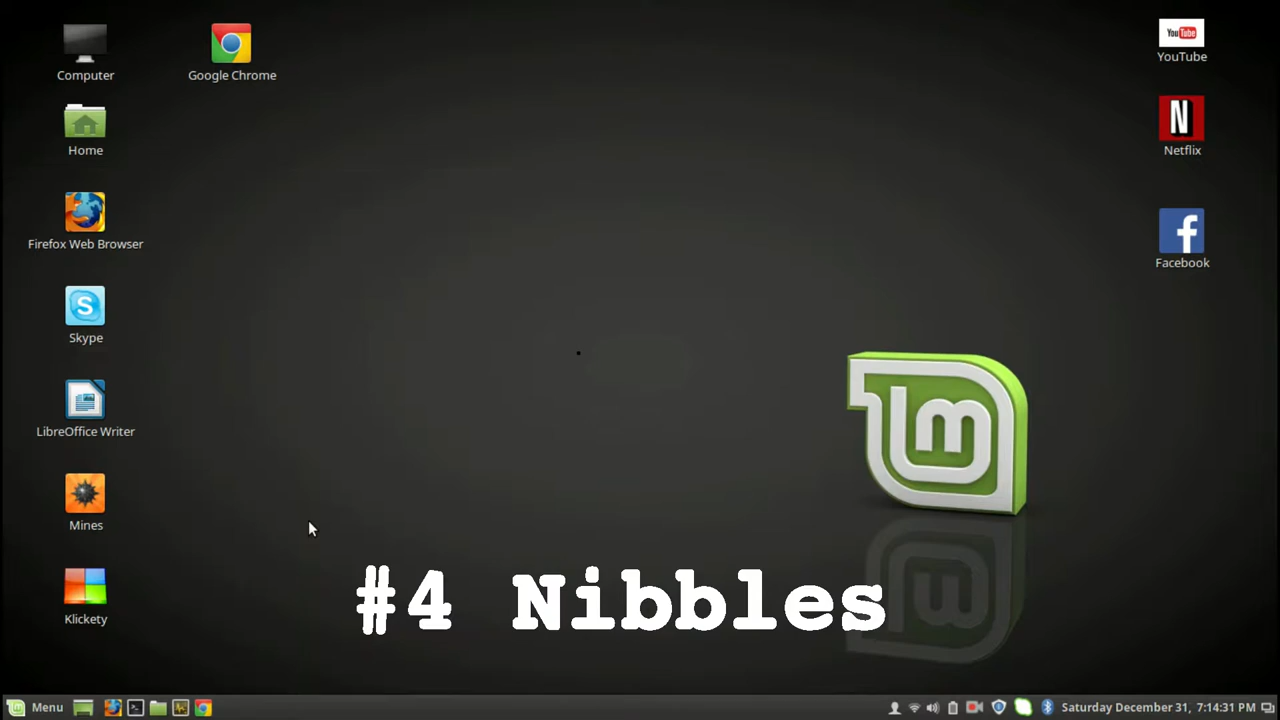 Computer
Google Chrome
YouTube
Home
Netflix
Firefox Web Browser
Facebook
Skype
LibreOffice Writer
Mines
Klickety
#4 Nibbles
Menu
Saturday December 31, 7:14:31 PM